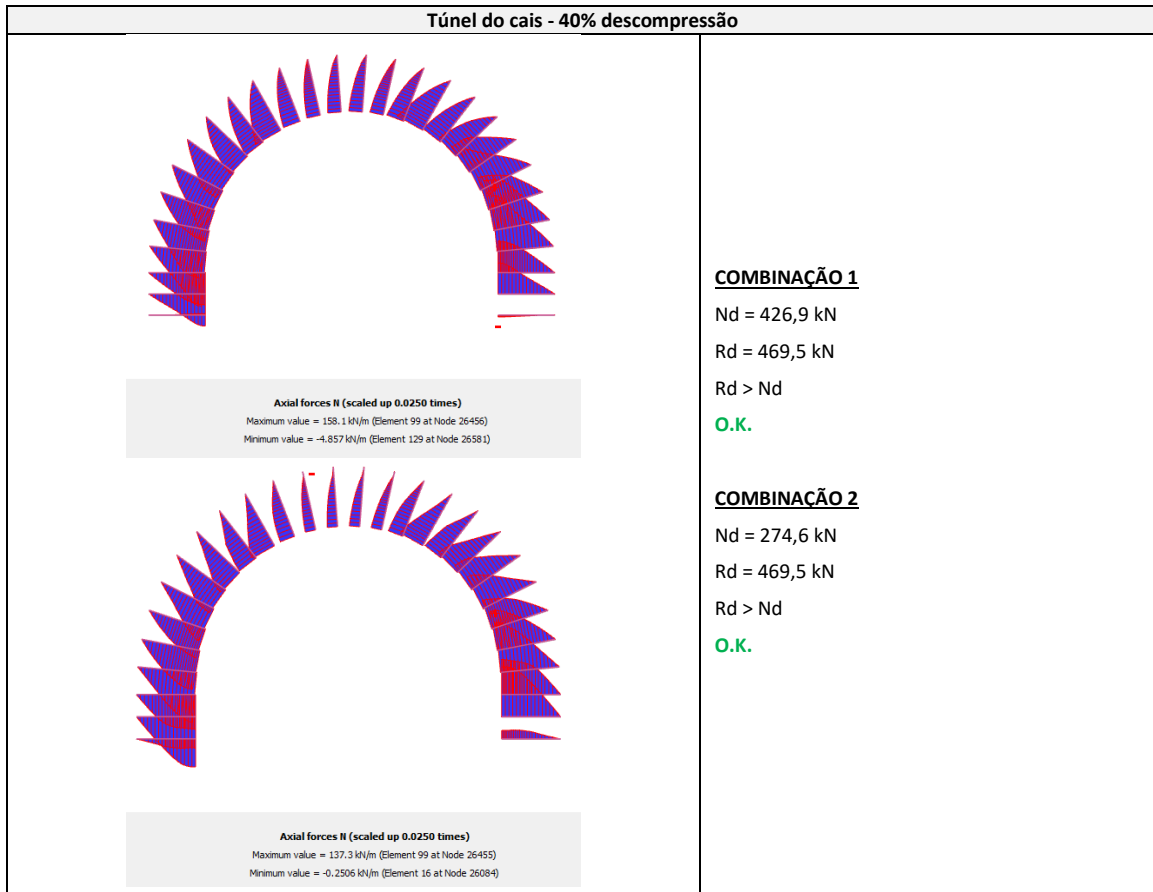 Túnel do cais - 40% descompressão
Axial forces N (scaled up 0.0250 times)
Maximum value = 158.1 kN/m (Element 99 at Node 26456)
Minimum value = -4.857 kN/m (Element 129 at Node 26581)
Axial forces N (scaled up 0.0250 times)
Maximum value = 137.3 kN/m (Element 99 at Node 26455)
Minimum value = -0.2506 kN/m (Element 16 at Node 26084)
COMBINAÇÃO 1
Nd = 426,9 kN
Rd = 469,5 kN
Rd > Nd
O.K.
COMBINAÇÃO 2
Nd = 274,6 kN
Rd = 469,5 kN
Rd > Nd
O.K.